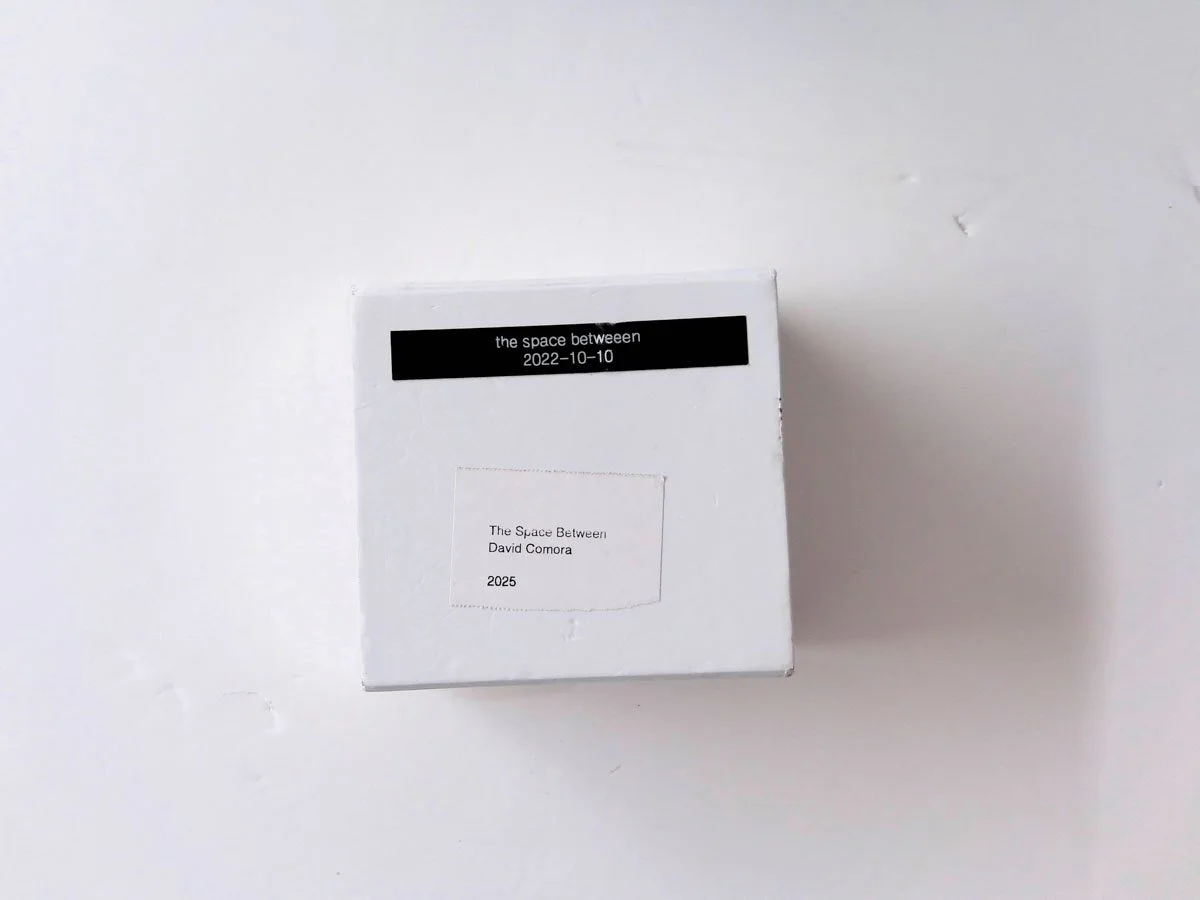 the space betweeen
2022-10-10
The Space Between
David Comora
2025